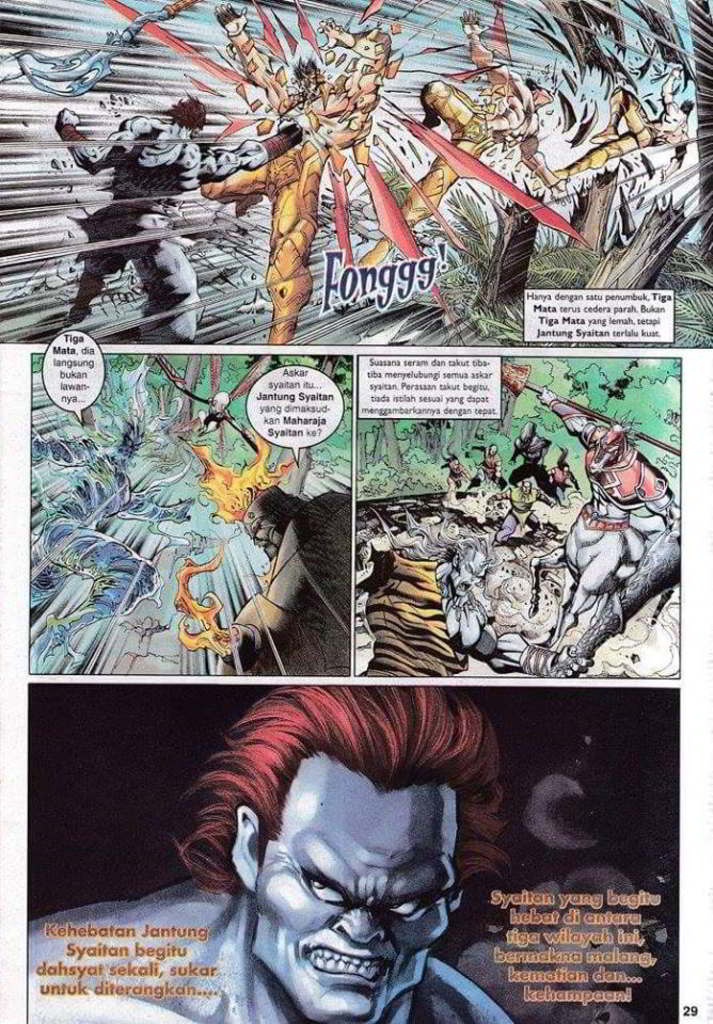 Fonggg!
Hanya dengan satu penumbuk, Tiga
Mata terus cedera parah. Bukan
Tiga Mata yang lemah, tetapi
Jantung Syaitan terlalu kuat.
Tiga
Mata, dia
langsung
bukan
lawan-
nya...
Askar
syaitan itu...
Jantung Syaitan
yang dimaksud-
kan Maharaja
Syaitan ke?
Suasana seram dan takut tiba-
tiba menyelubungi semua askar
syaitan. Perasaan takut begitu,
tiada istilah sesuai yang dapat
menggambarkannya dengan tepat.
Kehebatan Jantung
Syaitan begitu
dahsyat sekali, sukar
untuk diterangkan....
Syaitan yang begitu
hebat di antara
tiga wilayah ini,
bermakna malang,
kematian dan...
kehampaan!
29